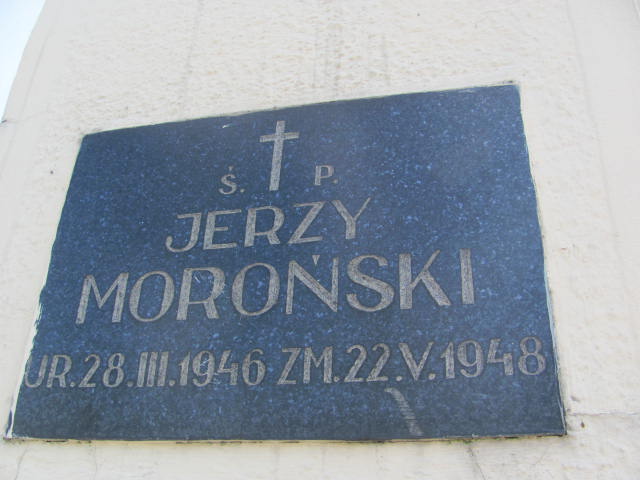 Ś. P.
JERZY
MOROŃSKI
UR. 28. III. 1946 ZM. 22. V. 1948